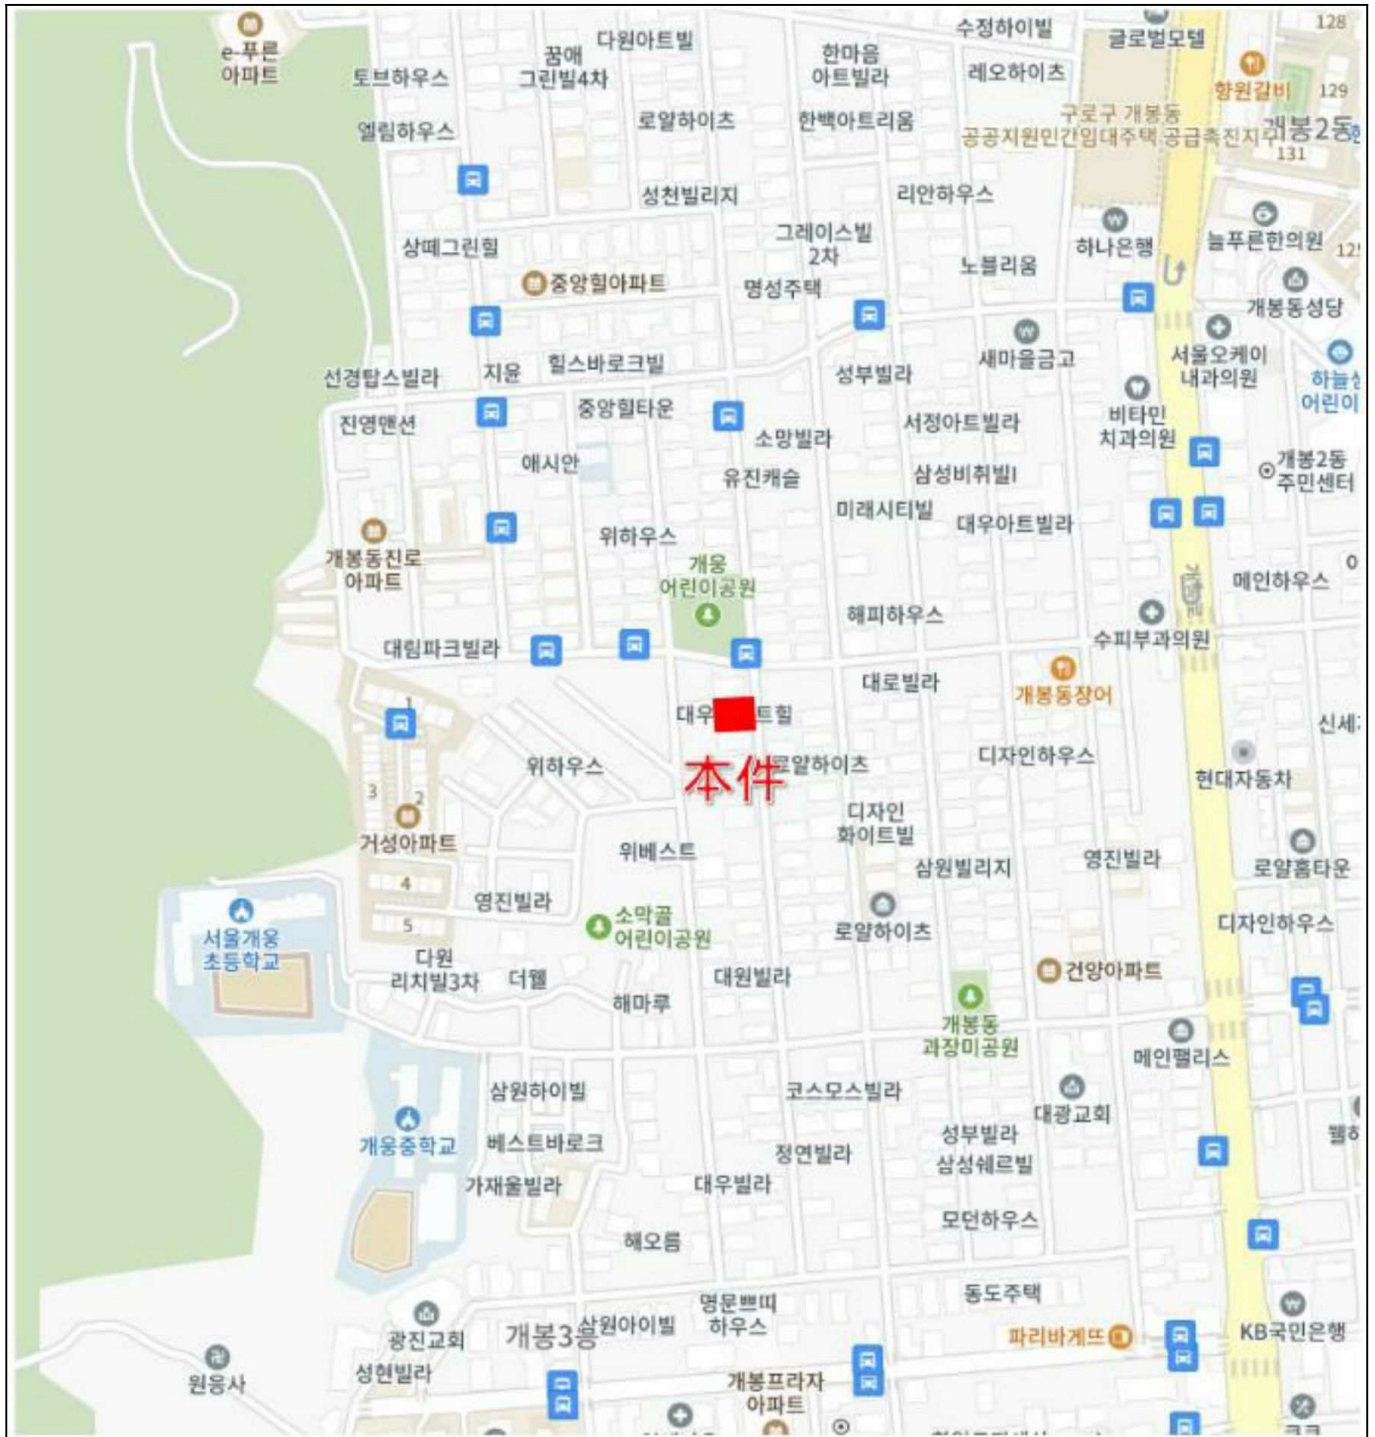 e-푸른
아파트
토브하우스
꿈애
그린빌4차
다원아트빌
한마음
아트빌라
수정하이빌
레오하이츠
글로벌모텔
향원갈비
128
129
131
엘림하우스
로얄하이츠
한백아트리움
구로구 개봉동
공공지원민간임대주택 공급촉진지구
개봉2동
성천빌리지
리안하우스
상떼그린힐
그레이스빌
2차
하나은행
늘푸른한의원
중앙힐아파트
명성주택
노블리움
개봉동성당
선경탑스빌라
지윤
힐스바로크빌
성부빌라
새마을금고
서울오케이
내과의원
진영맨션
중앙힐타운
소망빌라
서정아트빌라
비타민
치과의원
애시안
유진캐슬
삼성비취빌I
개봉2동
주민센터
미래시티빌
대우아트빌라
개봉동진로
아파트
위하우스
개웅
어린이공원
메인하우스
해피하우스
수피부과의원
대림파크빌라
대로빌라
개봉동장어
1
대우
트힐
本件
위하우스
로얄하이츠
디자인하우스
현대자동차
3
2
거성아파트
디자인
화이트빌
위베스트
삼원빌리지
영진빌라
로얄홈타운
4
5
영진빌라
소막골
어린이공원
로얄하이츠
디자인하우스
서울개웅
초등학교
다원
리치빌3차
더웰
대원빌라
건양아파트
해마루
개봉동
과장미공원
메인팰리스
삼원하이빌
코스모스빌라
대광교회
개웅중학교
베스트바로크
정연빌라
성부빌라
삼성쉐르빌
가재울빌라
대우빌라
모던하우스
해오름
동도주택
광진교회
개봉3동
삼원아이빌
명문쁘띠
하우스
파리바게뜨
KB국민은행
원응사
성현빌라
개봉프라자
아파트